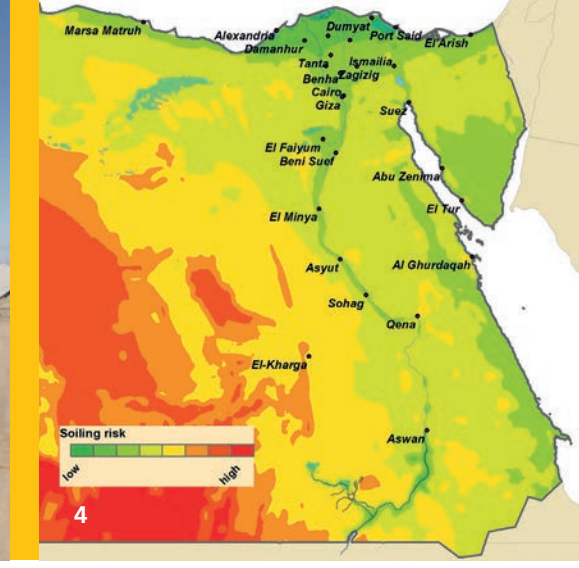 Marsa Matruh
Alexandria
Dumyat
Port Said
Damanhur
El Arish
Tanta
Ismailia
Benha
Zagizig
Cairo
Giza
Suez
El Faiyum
Beni Suef
Abu Zenima
El Minya
El Tur
Asyut
Al Ghurdaqah
Sohag
Qena
El-Kharga
Aswan
Soiling risk
low
high
4